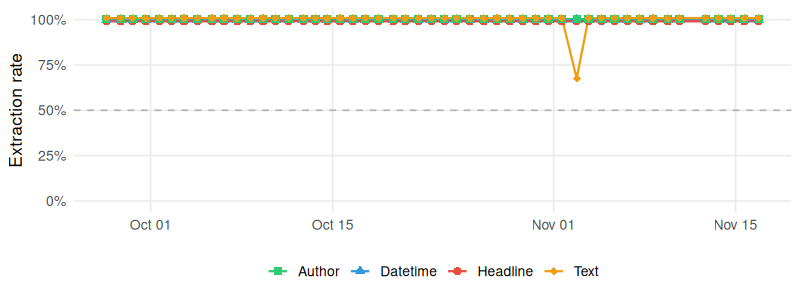 Extraction rate
100%
75%
50%
25%
0%
Oct 01 Oct 15 Nov 01 Nov 15
Author Datetime Headline Text